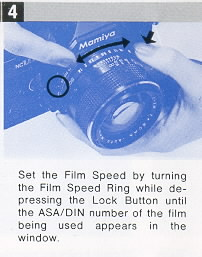 4
Mamiya
Set the Film Speed by turning
the Film Speed Ring while de-
pressing the Lock Button until
the ASA/DIN number of the film
being used appears in the
window.